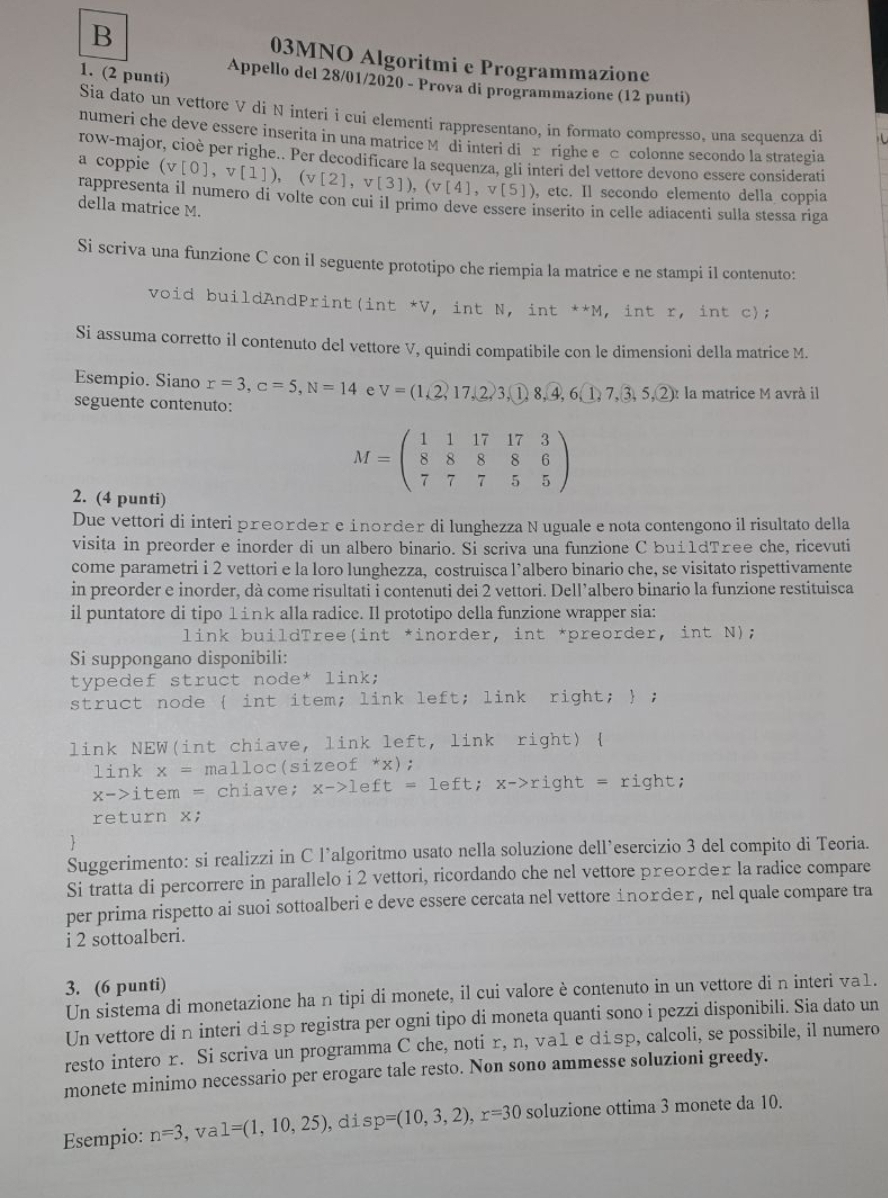 B
03MNO Algoritmi e Programmazione
Appello del 28/01/2020 - Prova di programmazione (12 punti)
1. (2 punti)
Sia dato un vettore V di N interi i cui elementi rappresentano, in formato compresso, una sequenza di
numeri che deve essere inserita in una matrice M di interi di r righe e c colonne secondo la strategia
row-major, cioè per righe.. Per decodificare la sequenza, gli interi del vettore devono essere considerati
a coppie (v[0], v[1]), (v[2], v[3]), (v[4], v[5]), etc. Il secondo elemento della coppia
rappresenta il numero di volte con cui il primo deve essere inserito in celle adiacenti sulla stessa riga
della matrice M.
Si scriva una funzione C con il seguente prototipo che riempia la matrice e ne stampi il contenuto:
void buildAndPrint(int *V, int N, int **M, int r, int c);
Si assuma corretto il contenuto del vettore V, quindi compatibile con le dimensioni della matrice M.
Esempio. Siano r = 3, c = 5, N = 14 e V = (1, 2, 17, 2, 3, 1, 8, 4, 6, 1, 7, 3, 5, 2): la matrice M avrà il
seguente contenuto:
1 1 17 17 3
M = 8 8 8 8 6
7 7 7 5 5
2. (4 punti)
Due vettori di interi preorder e inorder di lunghezza N uguale e nota contengono il risultato della
visita in preorder e inorder di un albero binario. Si scriva una funzione C buildTree che, ricevuti
come parametri i 2 vettori e la loro lunghezza, costruisca l'albero binario che, se visitato rispettivamente
in preorder e inorder, dà come risultati i contenuti dei 2 vettori. Dell'albero binario la funzione restituisca
il puntatore di tipo link alla radice. Il prototipo della funzione wrapper sia:
link buildTree(int *inorder, int *preorder, int N);
Si suppongano disponibili:
typedef struct node* link;
struct node { int item; link left; link right; } ;
link NEW(int chiave, link left, link right) {
link x = malloc(sizeof *x);
x->item = chiave; x->left = left; x->right = right;
return x;
}
Suggerimento: si realizzi in C l'algoritmo usato nella soluzione dell'esercizio 3 del compito di Teoria.
Si tratta di percorrere in parallelo i 2 vettori, ricordando che nel vettore preorder la radice compare
per prima rispetto ai suoi sottoalberi e deve essere cercata nel vettore inorder, nel quale compare tra
i 2 sottoalberi.
3. (6 punti)
Un sistema di monetazione ha n tipi di monete, il cui valore è contenuto in un vettore di n interi val.
Un vettore di n interi disp registra per ogni tipo di moneta quanti sono i pezzi disponibili. Sia dato un
resto intero r. Si scriva un programma C che, noti r, n, val e disp, calcoli, se possibile, il numero
monete minimo necessario per erogare tale resto. Non sono ammesse soluzioni greedy.
Esempio: n=3, val=(1, 10, 25), disp=(10, 3, 2), r=30 soluzione ottima 3 monete da 10.